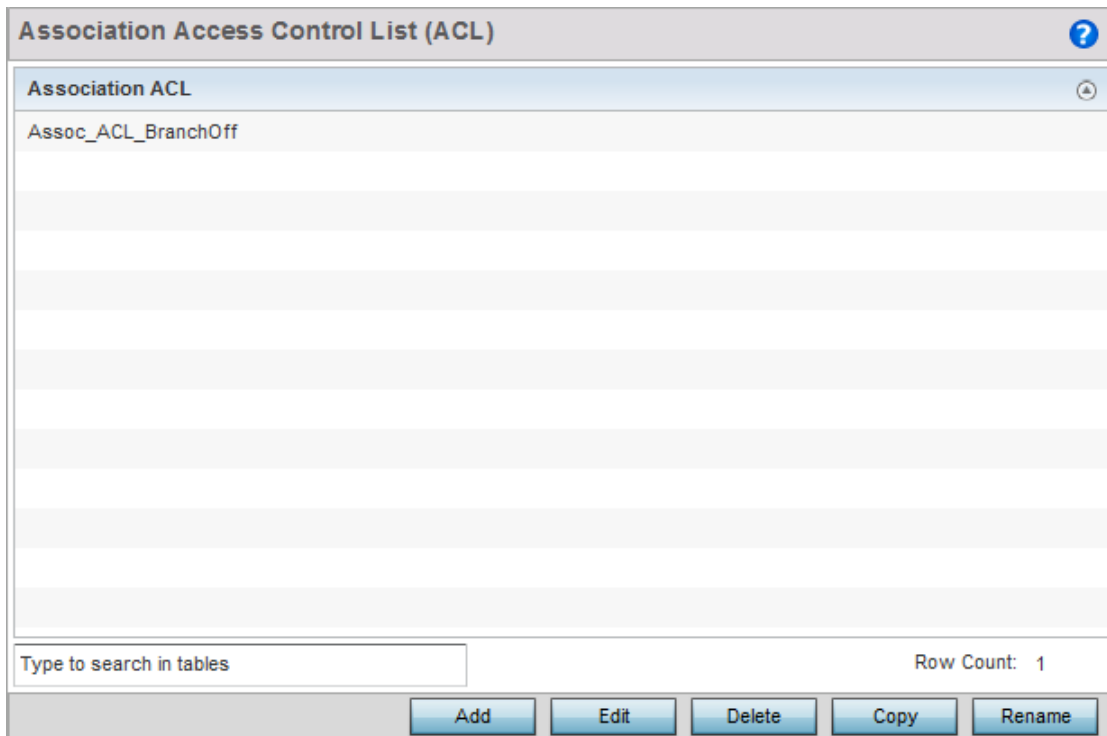 Association Access Control List (ACL)
?
Association ACL
Assoc_ACL_BranchOff
Type to search in tables
Row Count: 1
Add Edit Delete Copy Rename